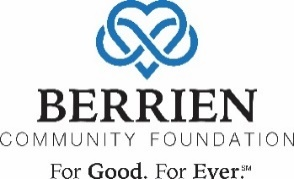 BERRIEN
COMMUNITY FOUNDATION
For Good. For Ever.℠